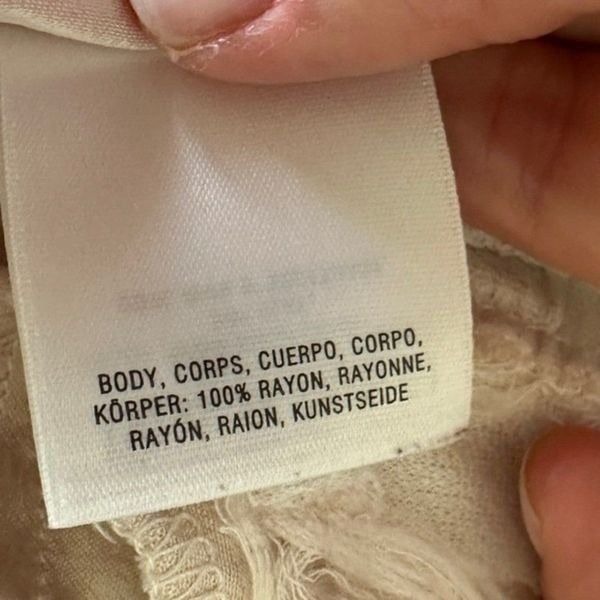 BODY, CORPS, CUERPO, CORPO,
KÖRPER: 100% RAYON, RAYONNE,
RAYÓN, RAION, KUNSTSEIDE